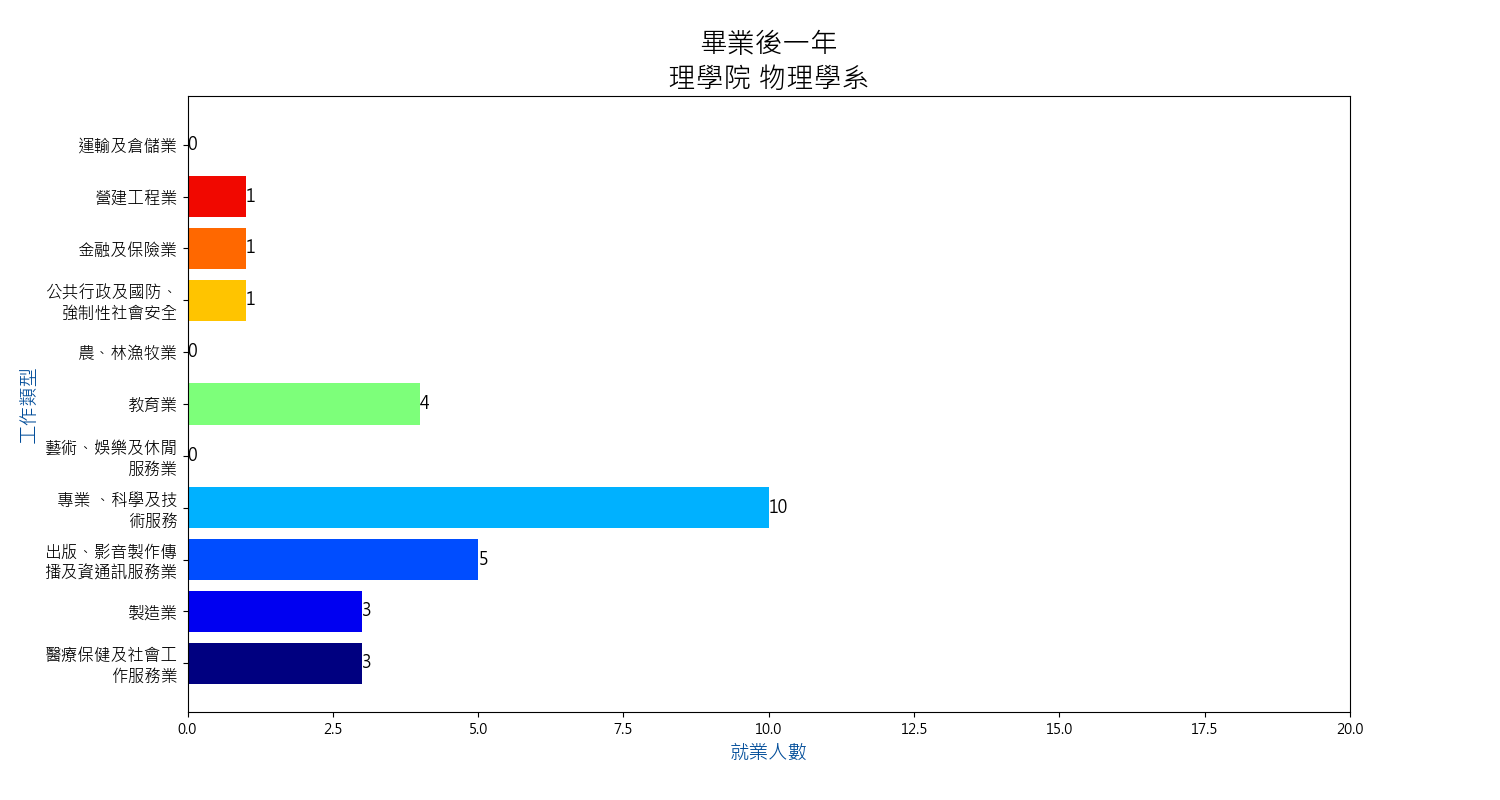 畢業後一年
理學院 物理學系
運輸及倉儲業
0
營建工程業
1
金融及保險業
1
公共行政及國防、
強制性社會安全
1
農、林漁牧業
0
教育業
4
藝術、娛樂及休閒
服務業
0
專業 、科學及技
術服務
10
出版、影音製作傳
播及資通訊服務業
5
製造業
3
醫療保健及社會工
作服務業
3
工作類型
0.0 2.5 5.0 7.5 10.0 12.5 15.0 17.5 20.0
就業人數